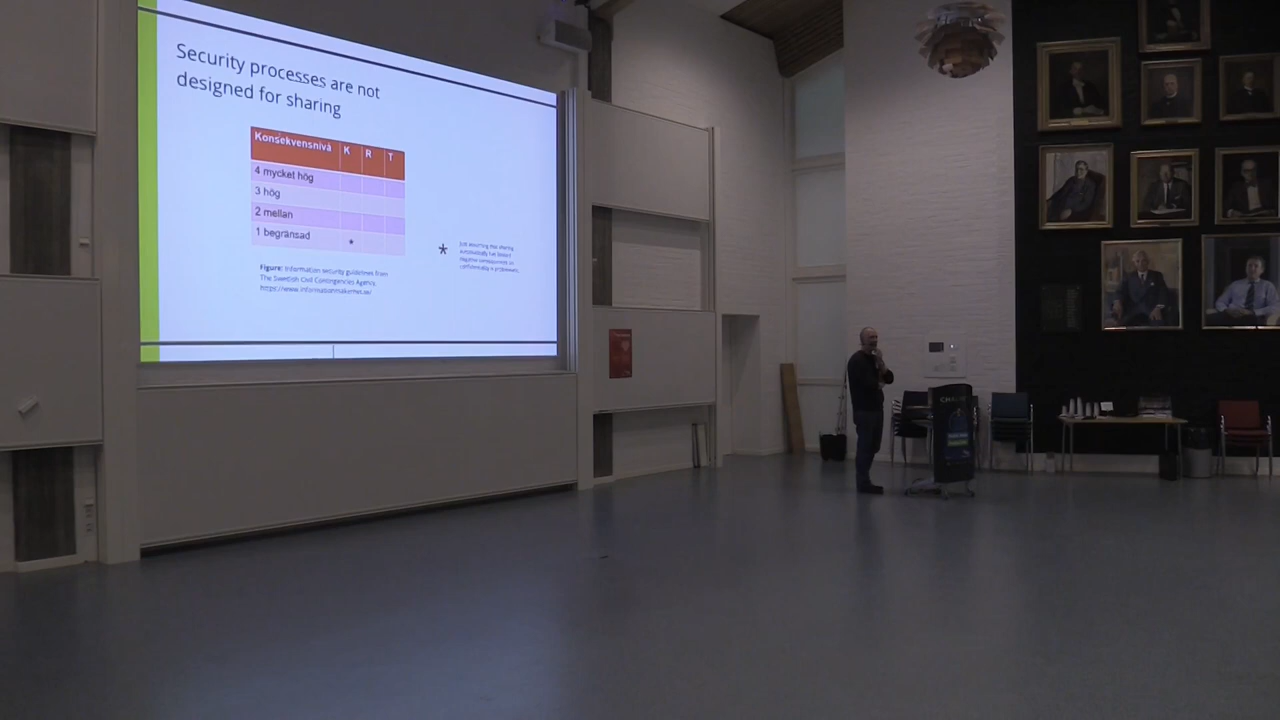 Security processes are not
designed for sharing
Konsekvensnivå K R T
4 mycket hög
3 hög
2 mellan
1 begränsad *
Figure: Information security guidelines from
The Swedish Civil Contingencies Agency.
*